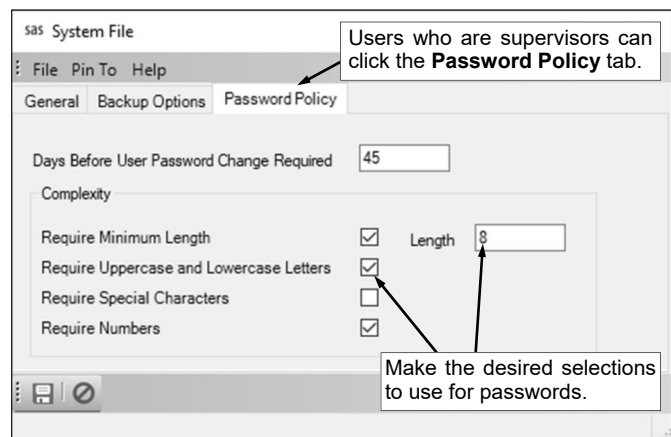 sas System File
Users who are supervisors can
click the Password Policy tab.
File Pin To Help
General Backup Options Password Policy
Days Before User Password Change Required 45
Complexity
Require Minimum Length Length 8
Require Uppercase and Lowercase Letters
Require Special Characters
Require Numbers
Make the desired selections
to use for passwords.